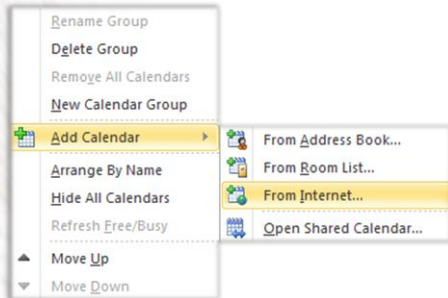 Rename Group
Delete Group
Remove All Calendars
New Calendar Group
Add Calendar
Arrange By Name
Hide All Calendars
Refresh Free/Busy
Move Up
Move Down
From Address Book...
From Room List...
From Internet...
Open Shared Calendar...